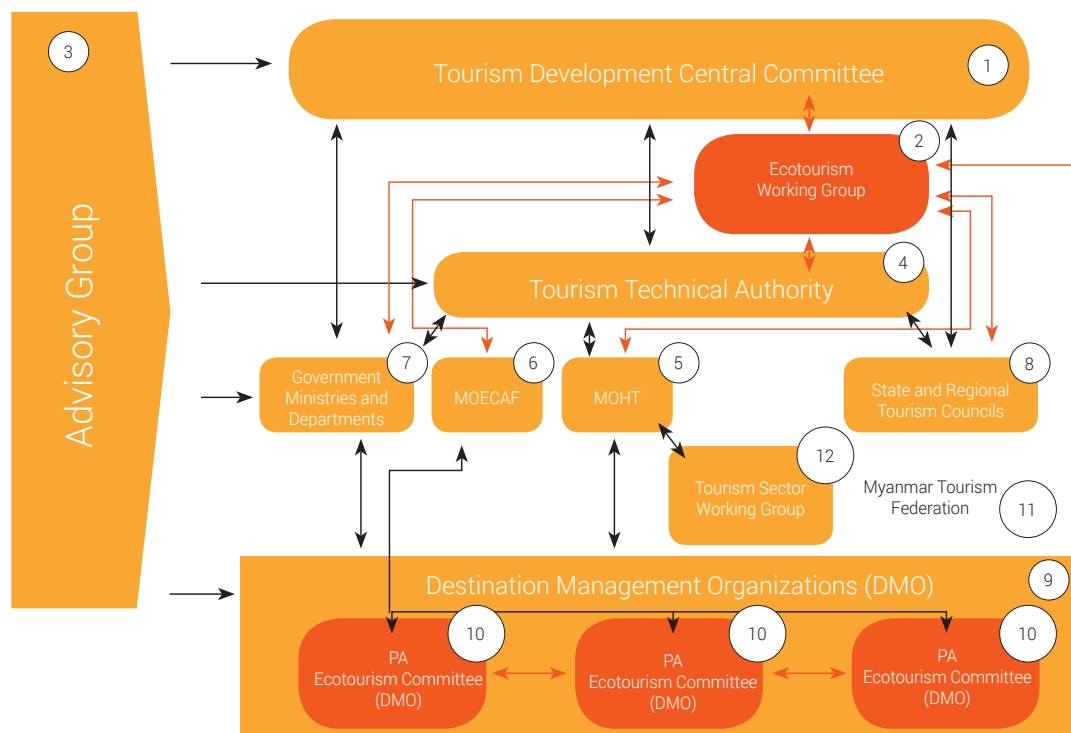 3
Advisory Group
Tourism Development Central Committee
1
2
Ecotourism
Working Group
4
Tourism Technical Authority
7
Government
Ministries and
Departments
6
MOECAF
5
MOHT
8
State and Regional
Tourism Councils
12
Tourism Sector
Working Group
Myanmar Tourism
Federation
11
Destination Management Organizations (DMO)
9
10
PA
Ecotourism Committee
(DMO)
10
PA
Ecotourism Committee
(DMO)
10
PA
Ecotourism Committee
(DMO)